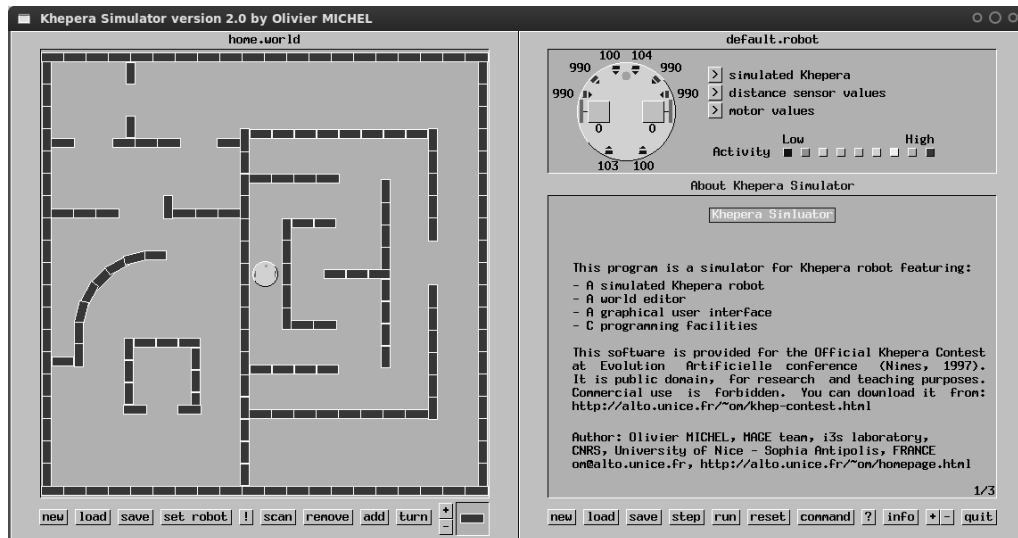 Khepera Simulator version 2.0 by Olivier MICHEL
home.world
new load save set robot ! scan remove add turn + -
default.robot
100 104
990 990
990 990
0 0
103 100
> simulated Khepera
> distance sensor values
> motor values
Low High
Activity
About Khepera Simulator
Khepera Simluator
This program is a simulator for Khepera robot featuring:
- A simulated Khepera robot
- A world editor
- A graphical user interface
- C programming facilities
This software is provided for the Official Khepera Contest
at Evolution Artificielle conference (Nimes, 1997).
It is public domain, for research and teaching purposes.
Commercial use is forbidden. You can download it from:
http://alto.unice.fr/~om/khep-contest.html
Author: Olivier MICHEL, MAGE team, i3s laboratory,
CNRS, University of Nice - Sophia Antipolis, FRANCE
om@alto.unice.fr, http://alto.unice.fr/~om/homepage.html
1/3
new load save step run reset command ? info + - quit